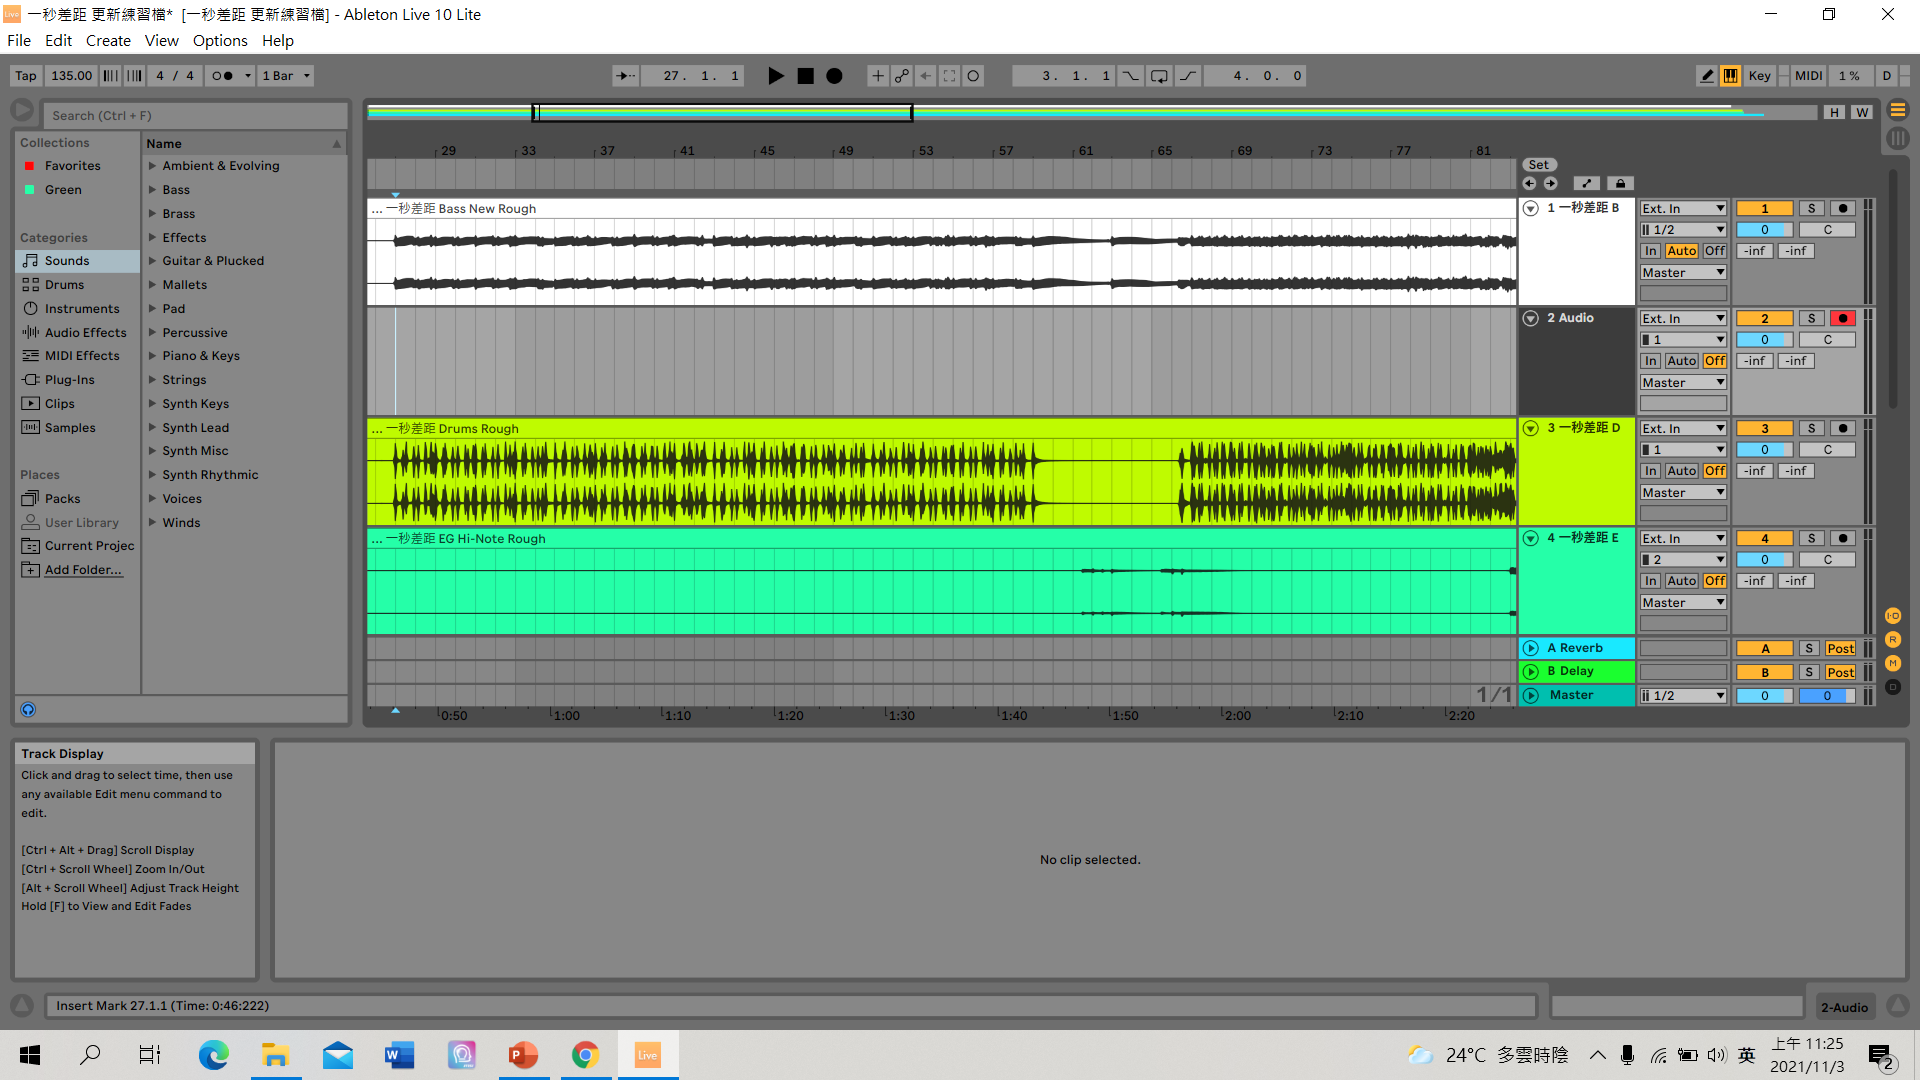 一秒差距 更新練習檔* [一秒差距 更新練習檔] - Ableton Live 10 Lite
File Edit Create View Options Help
Tap 135.00 4 / 4 1 Bar 27. 1. 1 3. 1. 1 4. 0. 0 Key MIDI 1 % D
Search (Ctrl + F)
Collections
Favorites
Green
Categories
Sounds
Drums
Instruments
Audio Effects
MIDI Effects
Plug-Ins
Clips
Samples
Places
Packs
User Library
Current Projec
Add Folder...
Name
Ambient & Evolving
Bass
Brass
Effects
Guitar & Plucked
Mallets
Pad
Percussive
Piano & Keys
Strings
Synth Keys
Synth Lead
Synth Misc
Synth Rhythmic
Voices
Winds
H W
29 33 37 41 45 49 53 57 61 65 69 73 77 81
Set
... 一秒差距 Bass New Rough
1 一秒差距 B
Ext. In 1 S
1/2 0 C
In Auto Off -inf -inf
Master
2 Audio
Ext. In 2 S
1 0 C
In Auto Off -inf -inf
Master
... 一秒差距 Drums Rough
3 一秒差距 D
Ext. In 3 S
1 0 C
In Auto Off -inf -inf
Master
... 一秒差距 EG Hi-Note Rough
4 一秒差距 E
Ext. In 4 S
2 0 C
In Auto Off -inf -inf
Master
A Reverb A S Post
B Delay B S Post
1/1 Master 1/2 0 0
0:50 1:00 1:10 1:20 1:30 1:40 1:50 2:00 2:10 2:20
I·O
R
M
D
Track Display
Click and drag to select time, then use
any available Edit menu command to
edit.
[Ctrl + Alt + Drag] Scroll Display
[Ctrl + Scroll Wheel] Zoom In/Out
[Alt + Scroll Wheel] Adjust Track Height
Hold [F] to View and Edit Fades
No clip selected.
Insert Mark 27.1.1 (Time: 0:46:222)
2-Audio
Live
24°C 多雲時陰
英
上午 11:25
2021/11/3
2